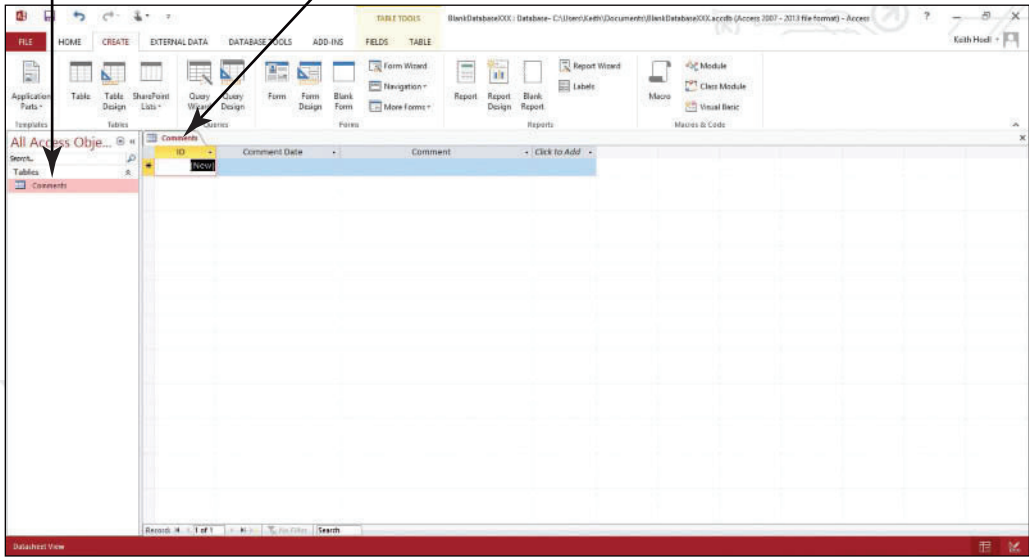 TABLE TOOLS
BlankDatabaseXXX : Database- C:\Users\Keith\Documents\BlankDatabaseXXX.accdb (Access 2007 - 2013 file format) - Access
?
FILE HOME CREATE EXTERNAL DATA DATABASE TOOLS ADD-INS FIELDS TABLE
Keith Hoell
Application Parts
Table
Table Design
SharePoint Lists
Query Wizard
Query Design
Form
Form Design
Blank Form
Form Wizard
Navigation
More Forms
Report
Report Design
Blank Report
Report Wizard
Labels
Macro
Module
Class Module
Visual Basic
Templates Tables Queries Forms Reports Macros & Code
All Access Obje...
Search...
Tables
Comments
Comments
ID Comment Date Comment Click to Add
(New)
Record: 1 of 1 No Filter Search
Datasheet View